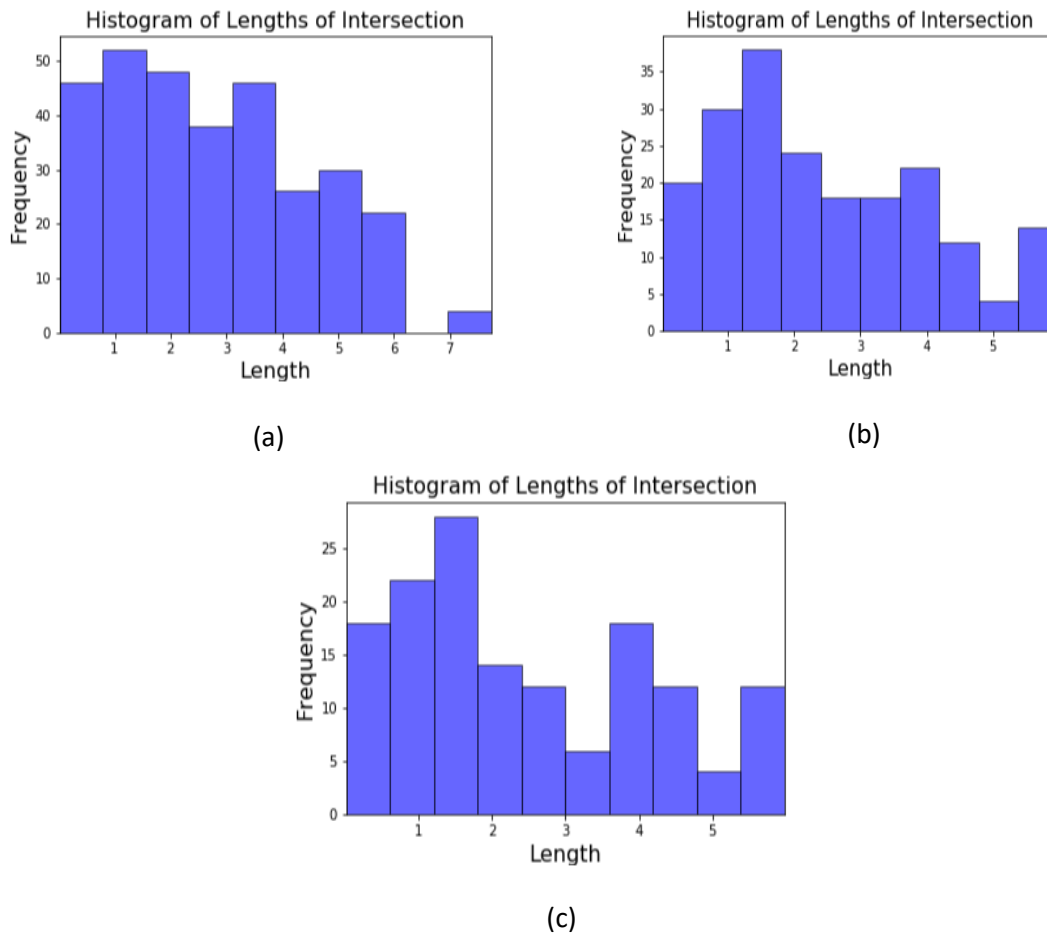 Histogram of Lengths of Intersection
50
40
30
20
10
0
Frequency
1 2 3 4 5 6 7
Length
(a)
Histogram of Lengths of Intersection
35
30
25
20
15
10
5
0
Frequency
1 2 3 4 5
Length
(b)
Histogram of Lengths of Intersection
25
20
15
10
5
0
Frequency
1 2 3 4 5
Length
(c)